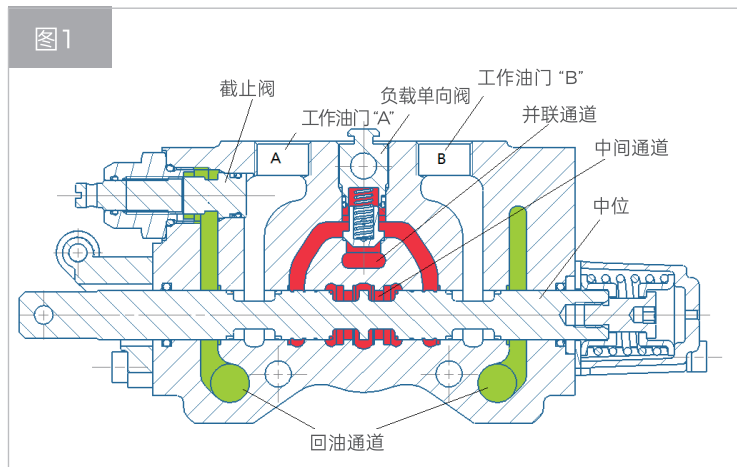 图1
截止阀
工作油门 “A”
负载单向阀
工作油门 “B”
并联通道
中间通道
中位
A
B
回油通道